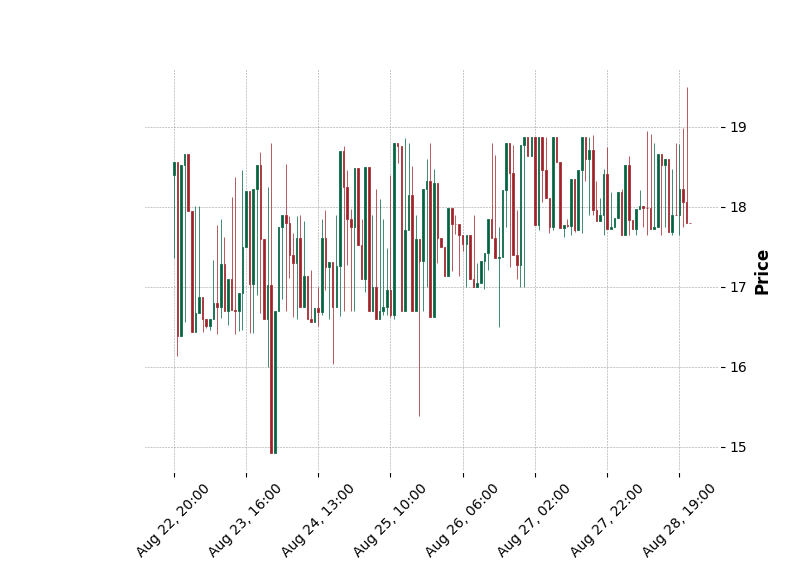 19
18
17
16
15
Price
Aug 22, 20:00
Aug 23, 16:00
Aug 24, 13:00
Aug 25, 10:00
Aug 26, 06:00
Aug 27, 02:00
Aug 27, 22:00
Aug 28, 19:00